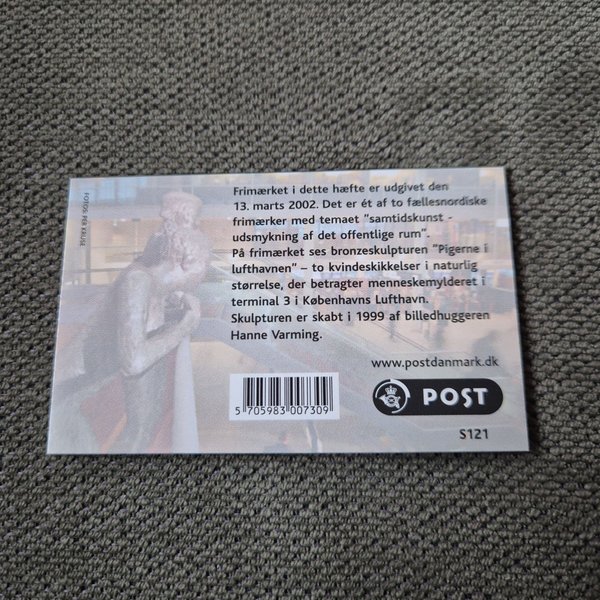 FOTOS: PER KRUSE
Frimærket i dette hæfte er udgivet den
13. marts 2002. Det er ét af to fællesnordiske
frimærker med temaet "samtidskunst -
udsmykning af det offentlige rum".
På frimærket ses bronzeskulpturen "Pigerne i
lufthavnen" – to kvindeskikkelser i naturlig
størrelse, der betragter menneskemylderet i
terminal 3 i Københavns Lufthavn.
Skulpturen er skabt i 1999 af billedhuggeren
Hanne Varming.
www.postdanmark.dk
5 705983 007309
POST
S121